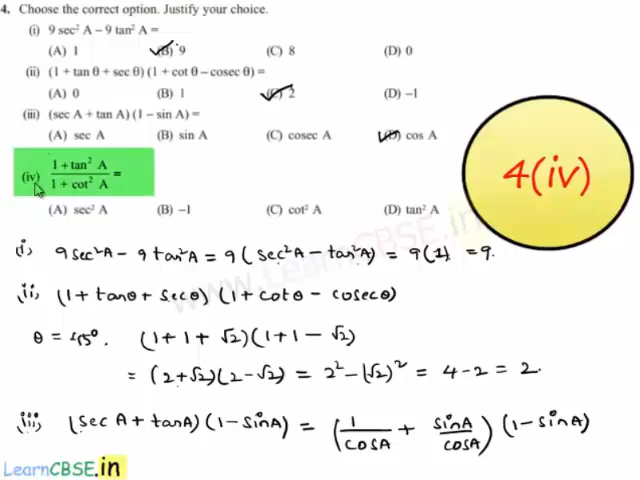 4. Choose the correct option. Justify your choice.
(i) 9 sec² A – 9 tan² A =
(A) 1 (B) 9 (C) 8 (D) 0
(ii) (1 + tan θ + sec θ) (1 + cot θ – cosec θ) =
(A) 0 (B) 1 (C) 2 (D) –1
(iii) (sec A + tan A) (1 – sin A) =
(A) sec A (B) sin A (C) cosec A (D) cos A
(iv) 1 + tan² A / 1 + cot² A =
4(iv)
(A) sec² A (B) –1 (C) cot² A (D) tan² A
(i) 9 sec²A - 9 tan²A = 9 (sec²A - tan²A) = 9(1) = 9.
(ii) (1 + tanθ + secθ) (1 + cotθ - cosecθ)
θ = 45° (1 + 1 + √2)(1 + 1 - √2)
= (2+√2)(2-√2) = 2² - (√2)² = 4 - 2 = 2.
(iii) (sec A + tanA) (1 - sinA) = (1/cosA + sinA/cosA) (1 - sinA)
www.LearnCBSE.in
LearnCBSE.in